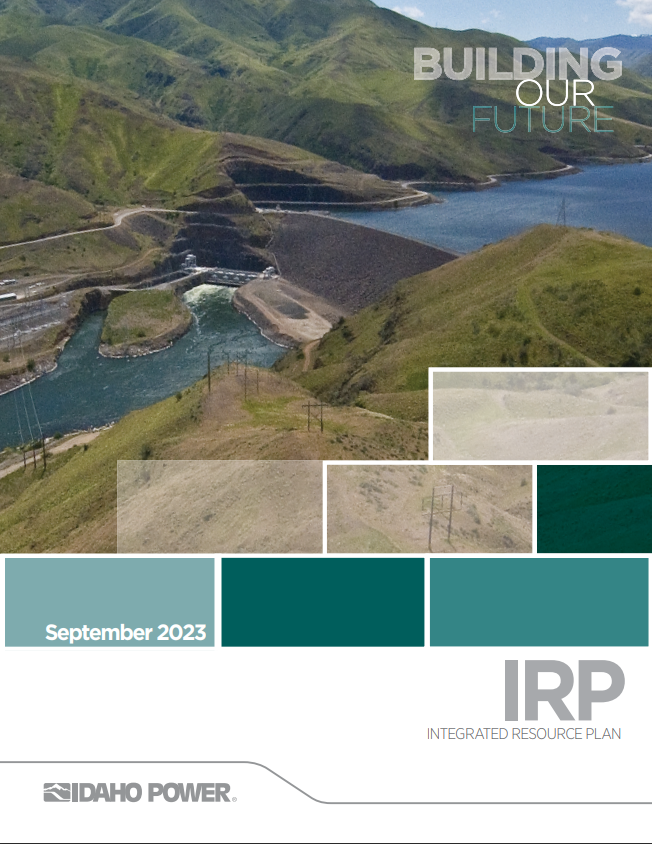 BUILDING
OUR
FUTURE
September 2023
IRP
INTEGRATED RESOURCE PLAN
IDAHO POWER®